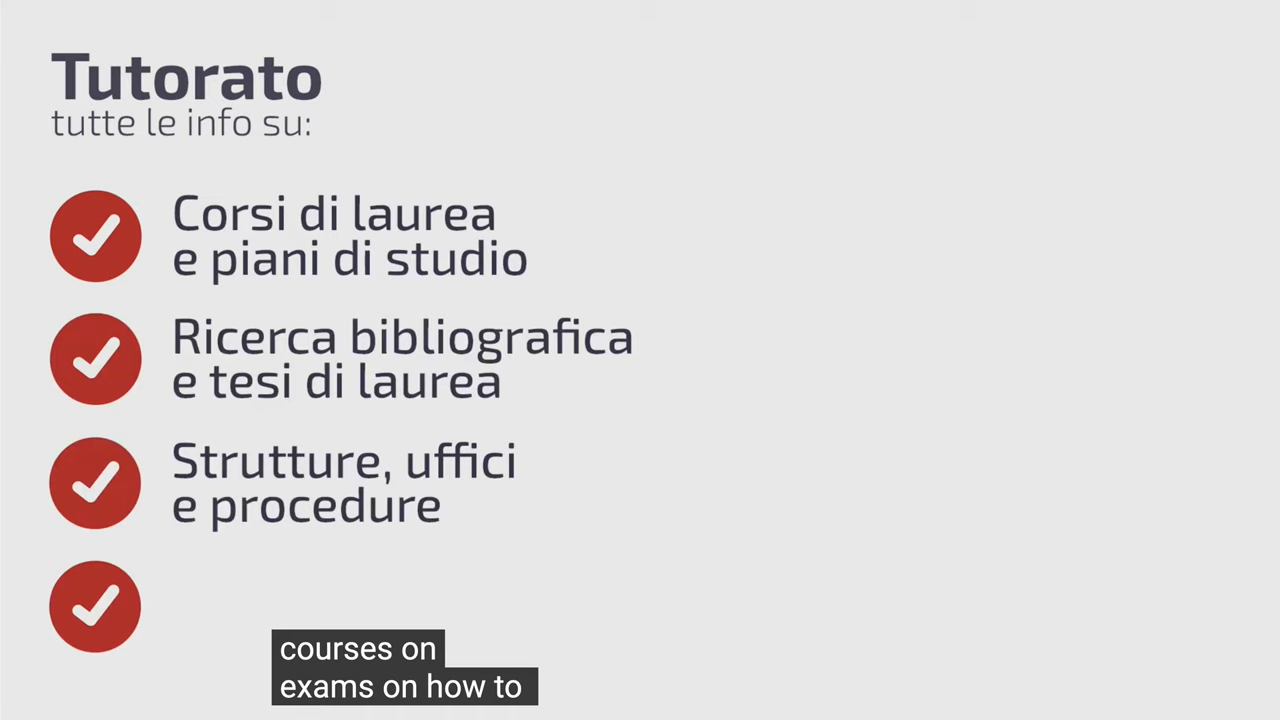 Tutorato
tutte le info su:
Corsi di laurea
e piani di studio
Ricerca bibliografica
e tesi di laurea
Strutture, uffici
e procedure
courses on
exams on how to